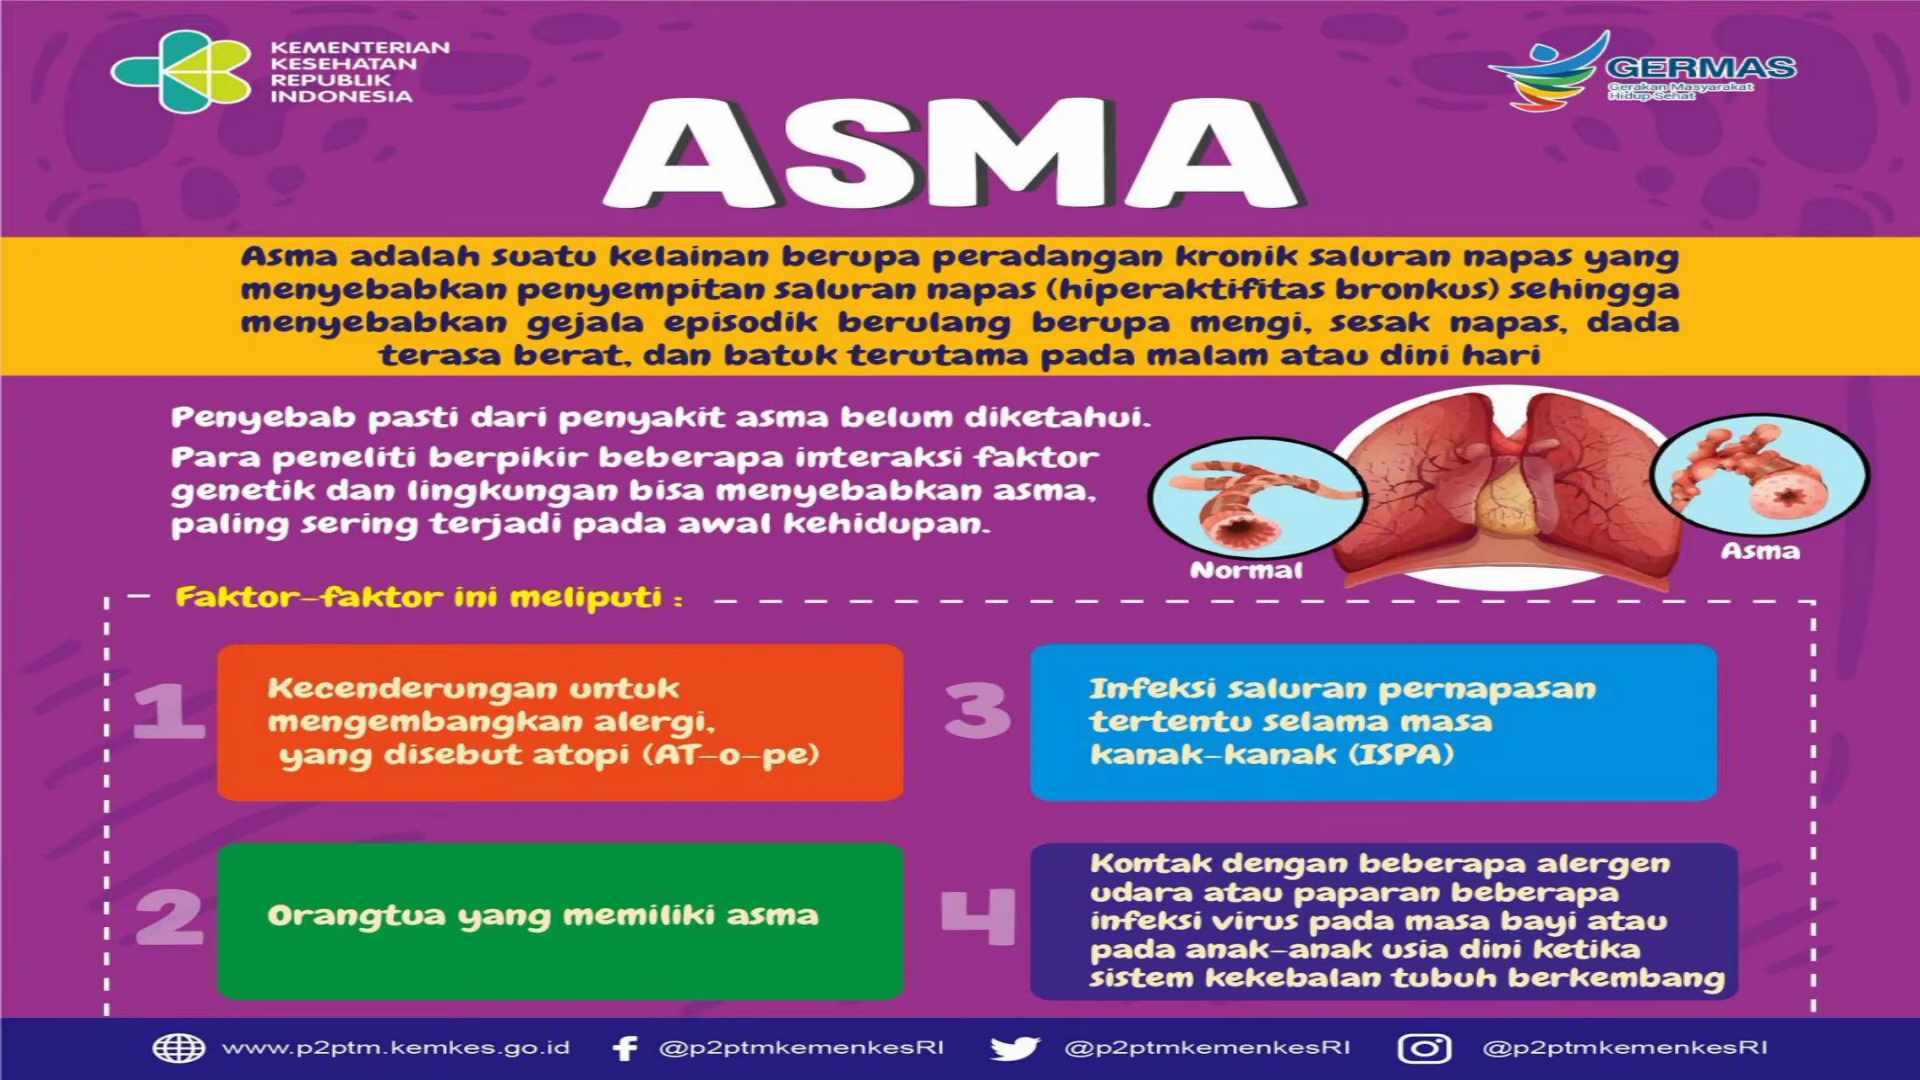 KEMENTERIAN
KESEHATAN
REPUBLIK
INDONESIA
GERMAS
Gerakan Masyarakat
Hidup Sehat
ASMA
Asma adalah suatu kelainan berupa peradangan kronik saluran napas yang
menyebabkan penyempitan saluran napas (hiperaktifitas bronkus) sehingga
menyebabkan gejala episodik berulang berupa mengi, sesak napas, dada
terasa berat, dan batuk terutama pada malam atau dini hari
Penyebab pasti dari penyakit asma belum diketahui.
Para peneliti berpikir beberapa interaksi faktor
genetik dan lingkungan bisa menyebabkan asma,
paling sering terjadi pada awal kehidupan.
Normal
Asma
Faktor-faktor ini meliputi :
1
Kecenderungan untuk
mengembangkan alergi,
yang disebut atopi (AT-o-pe)
2
Orangtua yang memiliki asma
3
Infeksi saluran pernapasan
tertentu selama masa
kanak-kanak (ISPA)
4
Kontak dengan beberapa alergen
udara atau paparan beberapa
infeksi virus pada masa bayi atau
pada anak-anak usia dini ketika
sistem kekebalan tubuh berkembang
www.p2ptm.kemkes.go.id
@p2ptmkemenkesRI
@p2ptmkemenkesRI
@p2ptmkemenkesRI